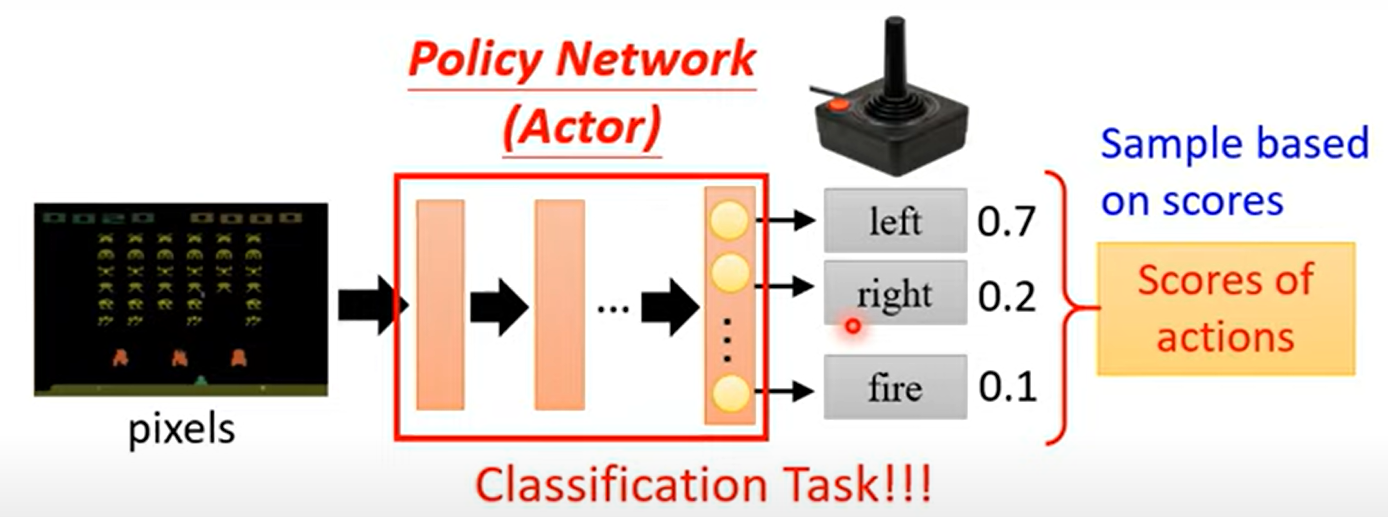 Policy Network
(Actor)
pixels
...
left 0.7
right 0.2
fire 0.1
Sample based
on scores
Scores of
actions
Classification Task!!!